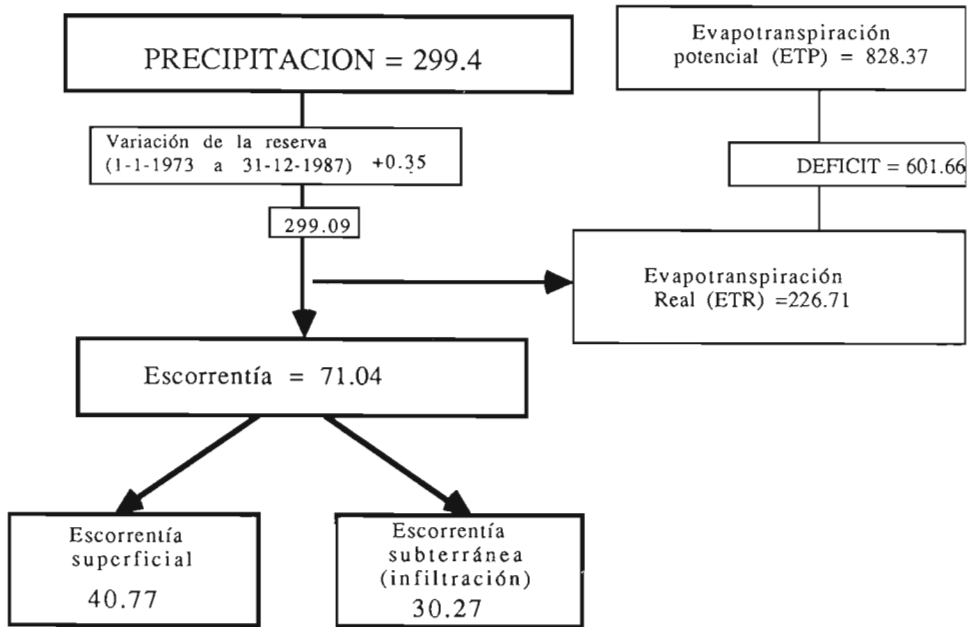 PRECIPITACION = 299.4
Evapotranspiración
potencial (ETP) = 828.37
Variación de la reserva
(1-1-1973 a 31-12-1987) +0.35
DEFICIT = 601.66
299.09
Evapotranspiración
Real (ETR) =226.71
Escorrentía = 71.04
Escorrentía
superficial
40.77
Escorrentía
subterránea
(infiltración)
30.27